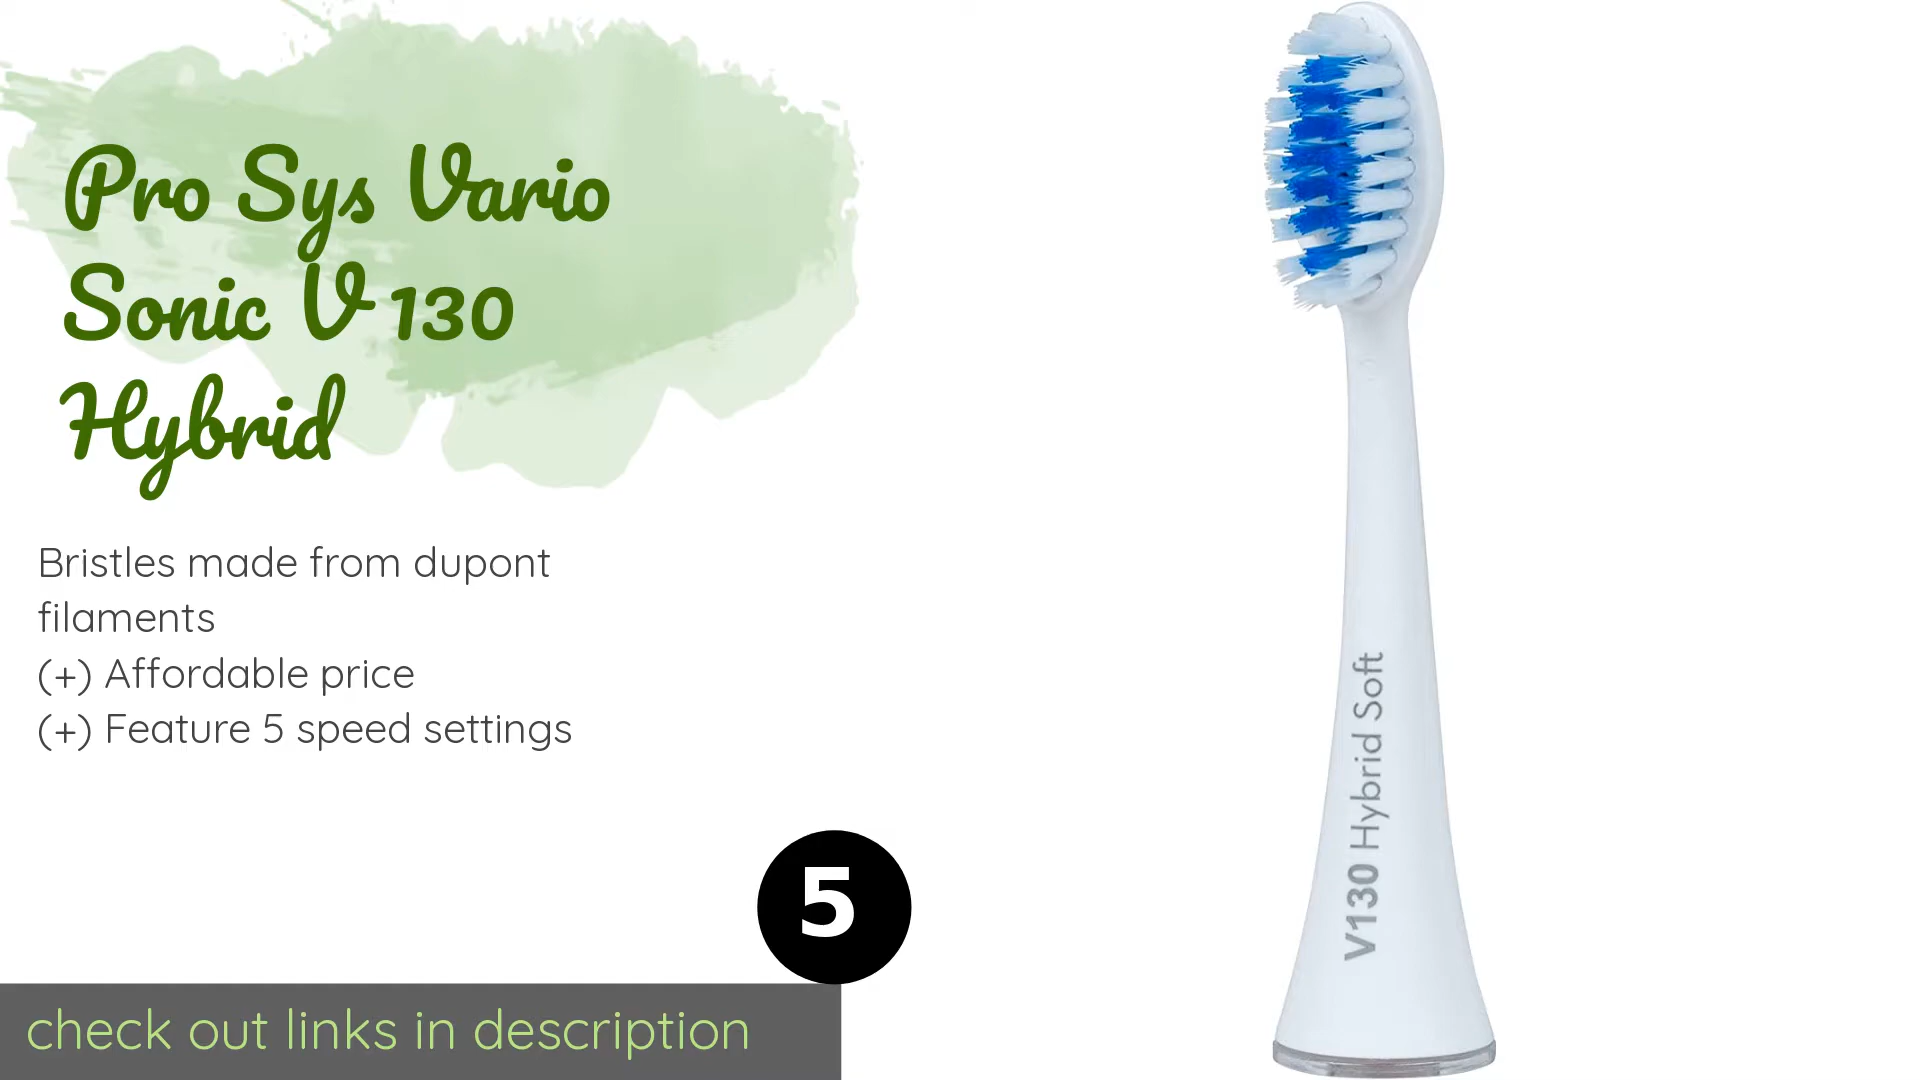 Pro Sys Vario
Sonic V 130
Hybrid
Bristles made from dupont
filaments
(+) Affordable price
(+) Feature 5 speed settings
5
check out links in description
V130 Hybrid Soft